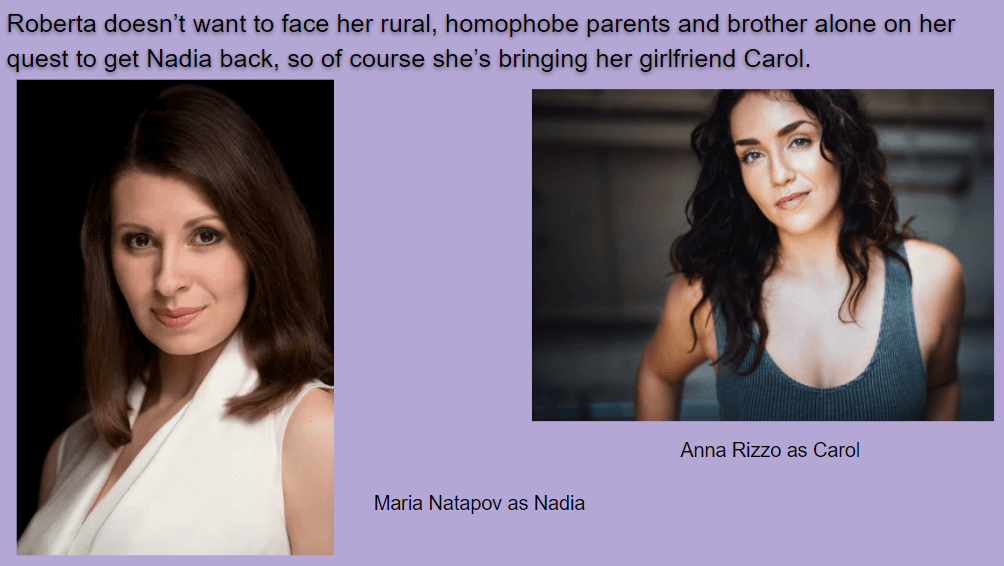 Roberta doesn’t want to face her rural, homophobe parents and brother alone on her
quest to get Nadia back, so of course she’s bringing her girlfriend Carol.
Anna Rizzo as Carol
Maria Natapov as Nadia